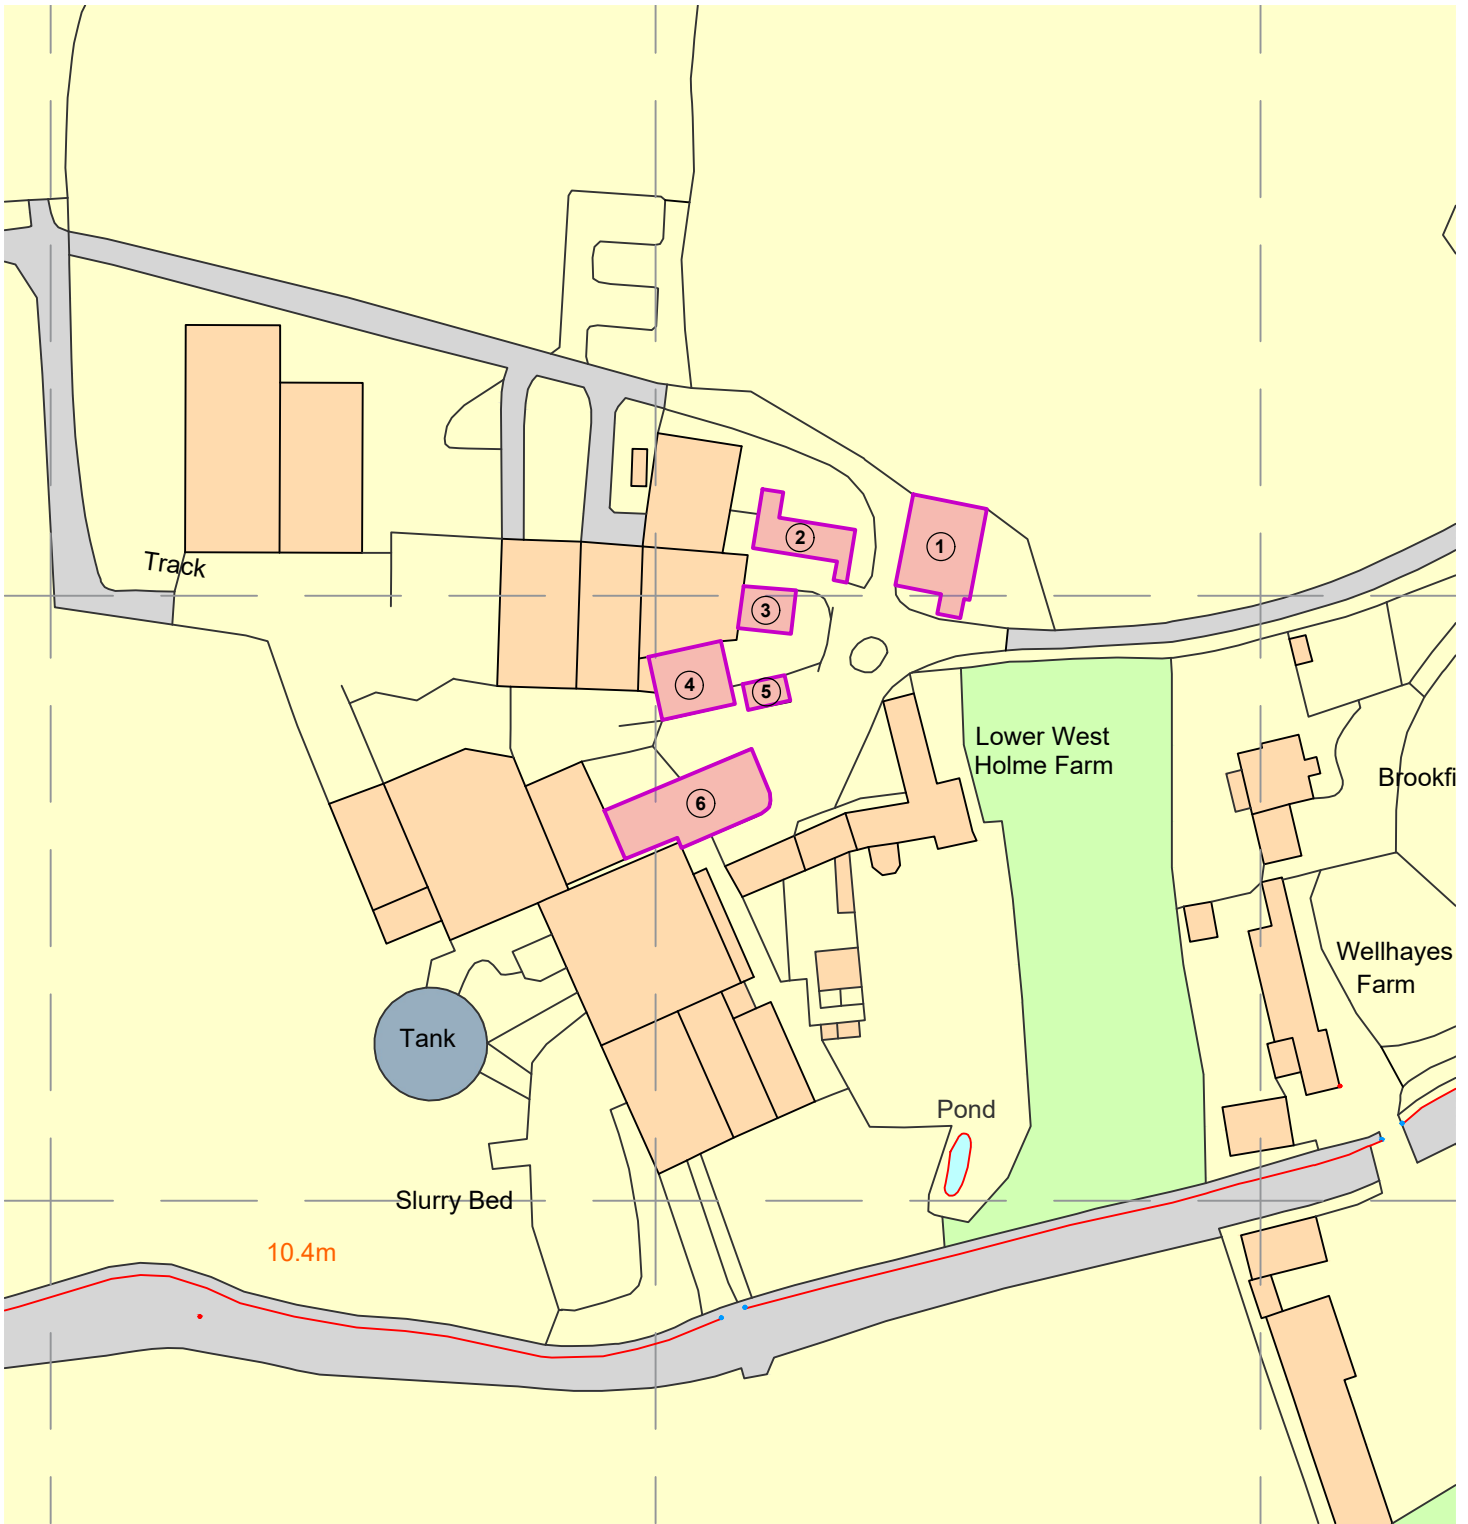 2
1
Track
3
4
5
Lower West
Holme Farm
Brookfi
6
Wellhayes
Farm
Tank
Pond
Slurry Bed
10.4m